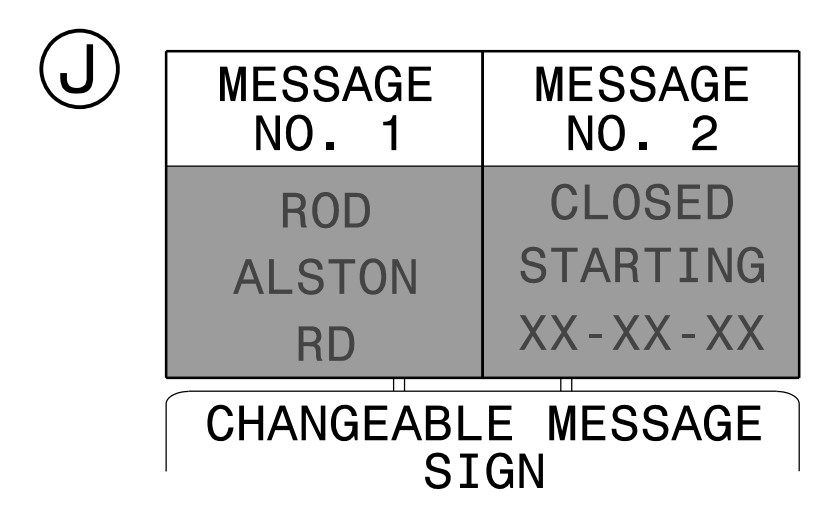 J
MESSAGE NO. 1
MESSAGE NO. 2
ROD
ALSTON
RD
CLOSED
STARTING
XX-XX-XX
CHANGEABLE MESSAGE
SIGN